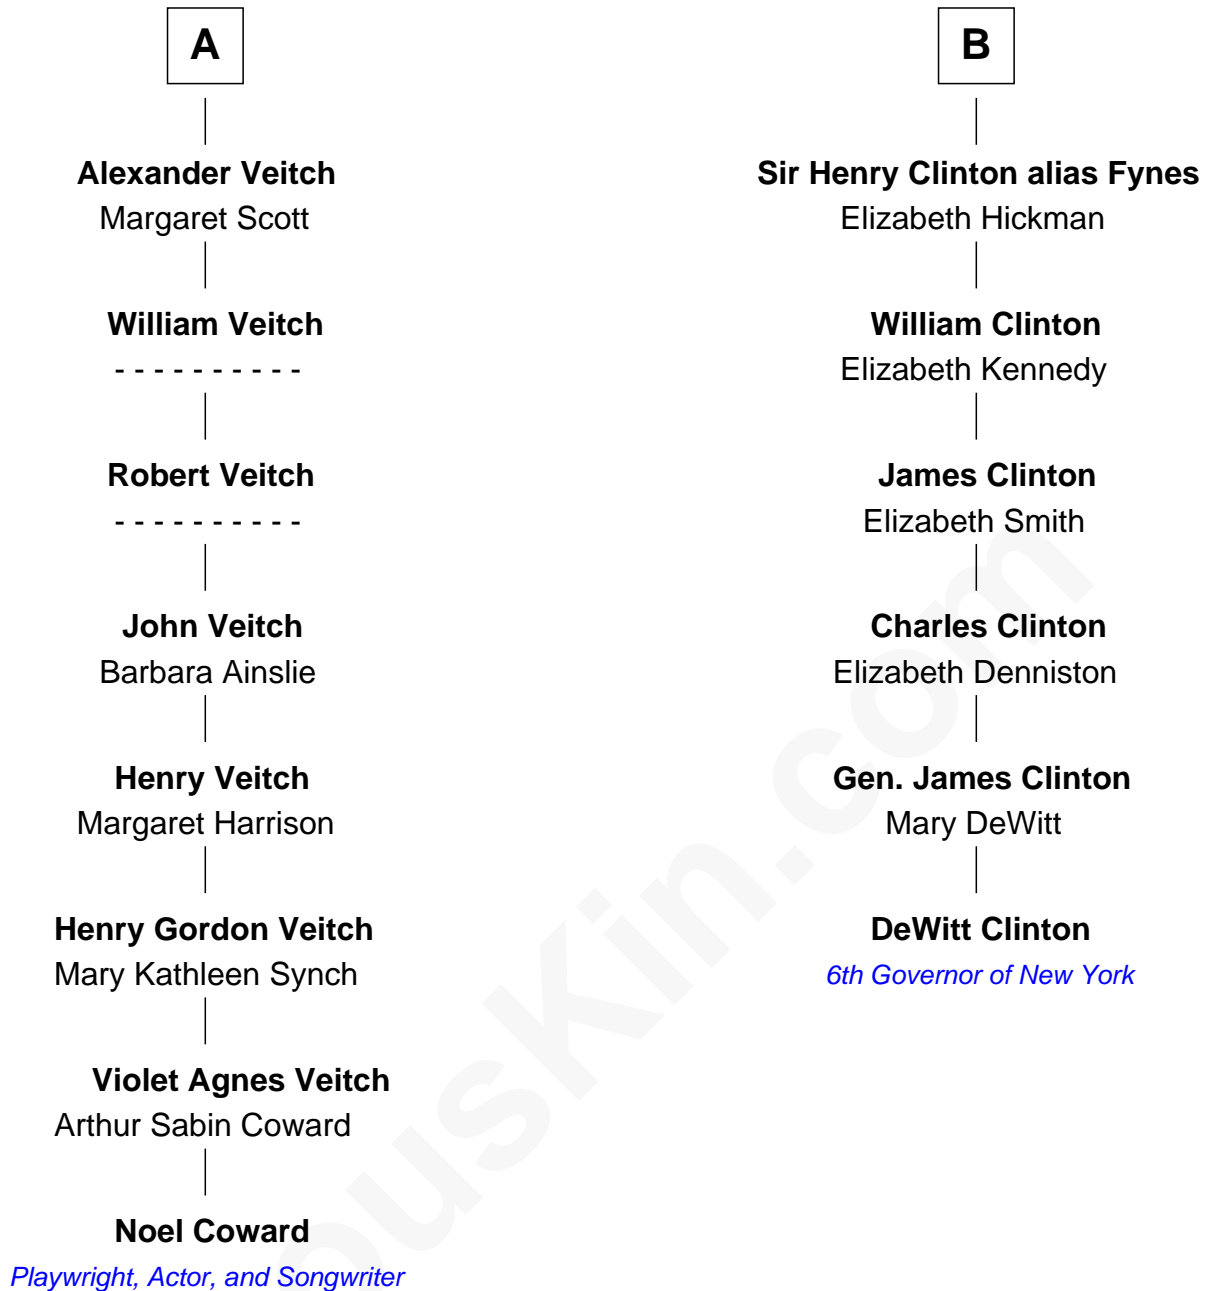 A
Alexander Veitch
Margaret Scott
William Veitch
- - - - - - - - - -
Robert Veitch
- - - - - - - - - -
John Veitch
Barbara Ainslie
Henry Veitch
Margaret Harrison
Henry Gordon Veitch
Mary Kathleen Synch
Violet Agnes Veitch
Arthur Sabin Coward
Noel Coward
Playwright, Actor, and Songwriter
B
Sir Henry Clinton alias Fynes
Elizabeth Hickman
William Clinton
Elizabeth Kennedy
James Clinton
Elizabeth Smith
Charles Clinton
Elizabeth Denniston
Gen. James Clinton
Mary DeWitt
DeWitt Clinton
6th Governor of New York
ousKin.com